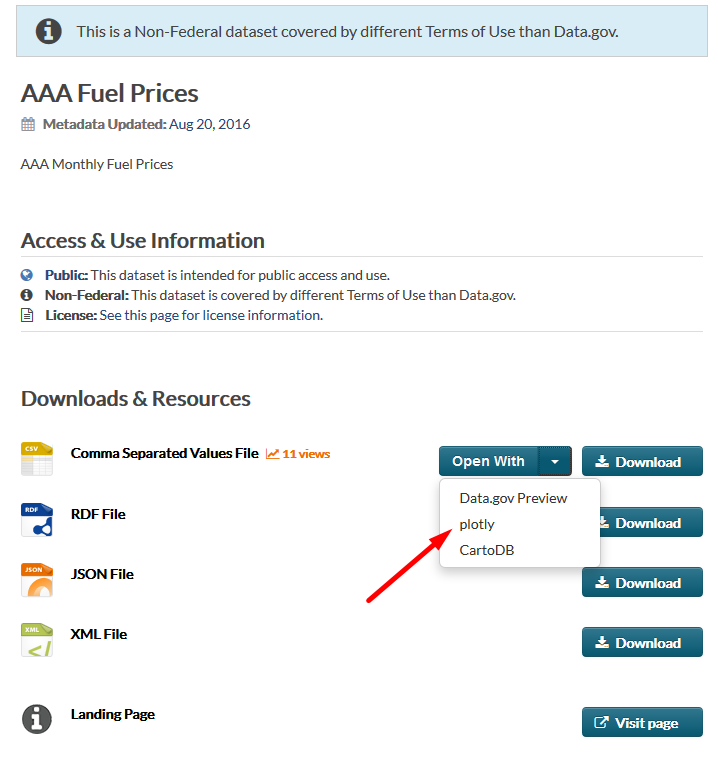 This is a Non-Federal dataset covered by different Terms of Use than Data.gov.
AAA Fuel Prices
Metadata Updated: Aug 20, 2016
AAA Monthly Fuel Prices
Access & Use Information
Public: This dataset is intended for public access and use.
Non-Federal: This dataset is covered by different Terms of Use than Data.gov.
License: See this page for license information.
Downloads & Resources
CSV
Comma Separated Values File 11 views
Open With
Download
Data.gov Preview
plotly
CartoDB
RDF
RDF File
Download
JSON
JSON File
Download
XML
XML File
Download
Landing Page
Visit page